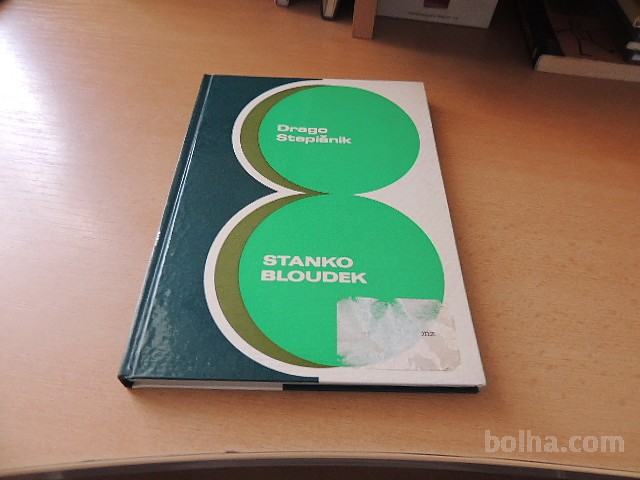 Drago
Stepišnik
STANKO
BLOUDEK
bolha.com